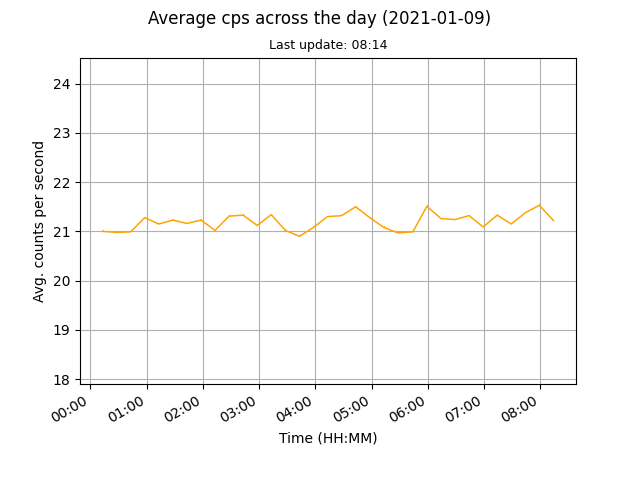 Average cps across the day (2021-01-09)
Last update: 08:14
24
23
22
21
20
19
18
Avg. counts per second
00:00 01:00 02:00 03:00 04:00 05:00 06:00 07:00 08:00
Time (HH:MM)